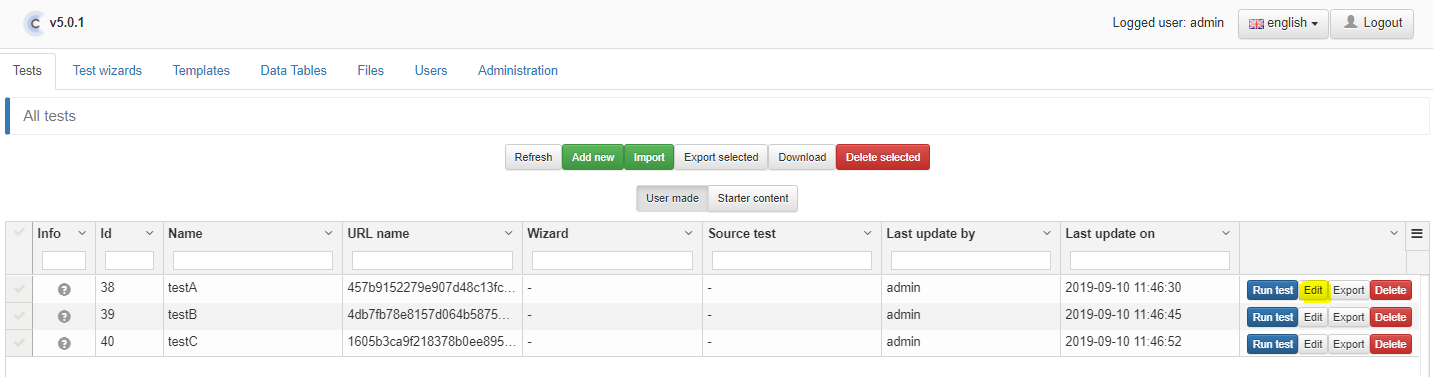 C v5.0.1 Logged user: admin english Logout
Tests Test wizards Templates Data Tables Files Users Administration
All tests
Refresh Add new Import Export selected Download Delete selected
User made Starter content
Info Id Name URL name Wizard Source test Last update by Last update on
? 38 testA 457b9152279e907d48c13fc... - - admin 2019-09-10 11:46:30 Run test Edit Export Delete
? 39 testB 4db7fb78e8157d064b5875... - - admin 2019-09-10 11:46:45 Run test Edit Export Delete
? 40 testC 1605b3ca9f218378b0ee895... - - admin 2019-09-10 11:46:52 Run test Edit Export Delete